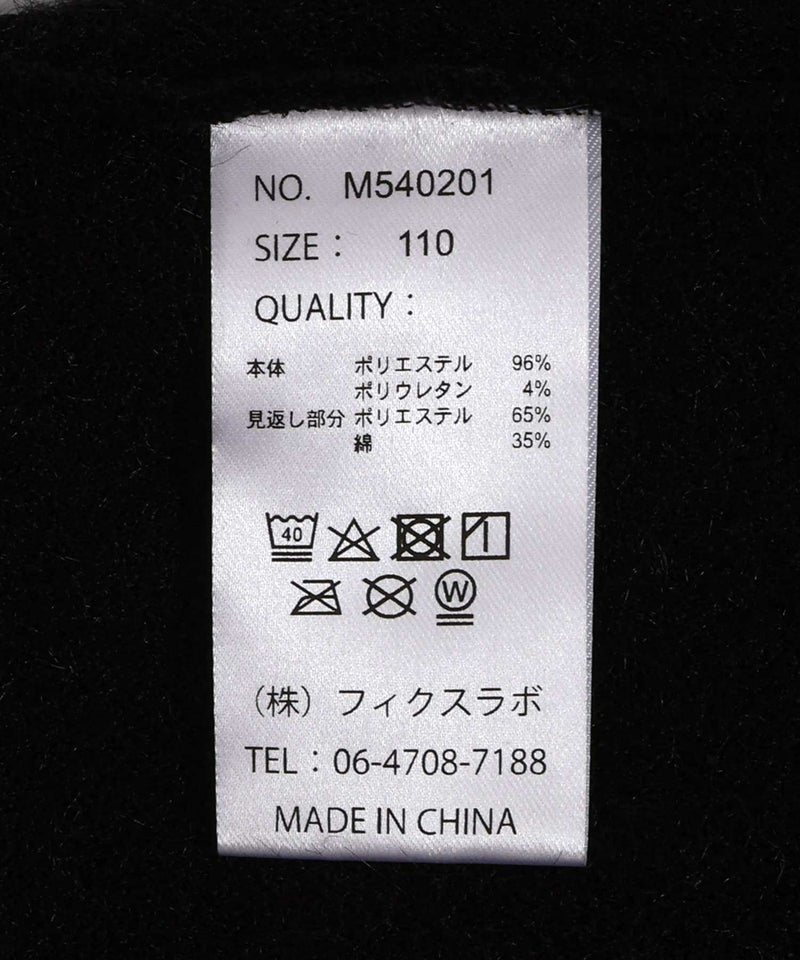 NO. M540201
SIZE： 110
QUALITY：
本体 ポリエステル 96%
ポリウレタン 4%
見返し部分 ポリエステル 65%
綿 35%
40
W
（株）フィクスラボ
TEL：06-4708-7188
MADE IN CHINA